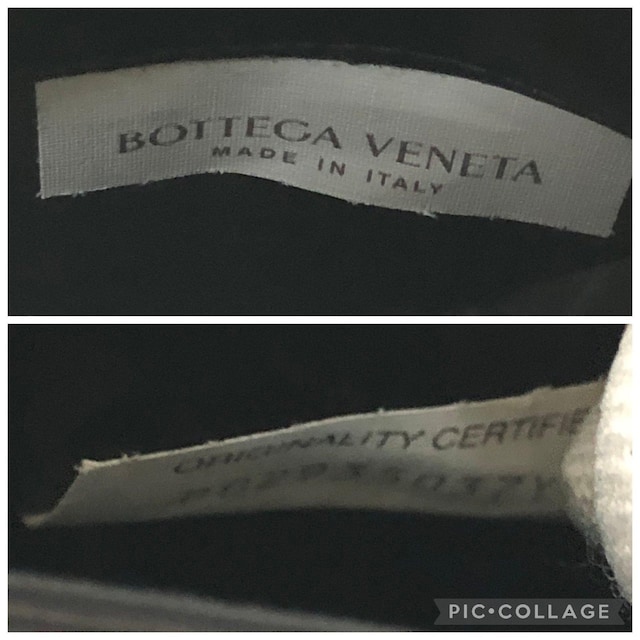 BOTTEGA VENETA
MADE IN ITALY
ORIGINALITY CERTIFIE
PIC•COLLAGE